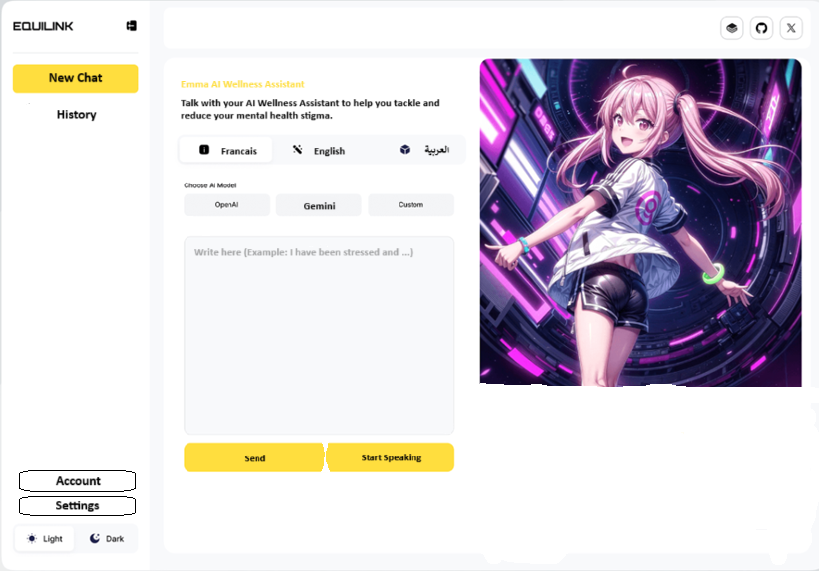 EQUILINK
New Chat
History
Emma AI Wellness Assistant
Talk with your AI Wellness Assistant to help you tackle and
reduce your mental health stigma.
Francais
English
العربية
Choose Ai Model
OpenAI
Gemini
Custom
Write here (Example: I have been stressed and ...)
Send
Start Speaking
Account
Settings
Light
Dark